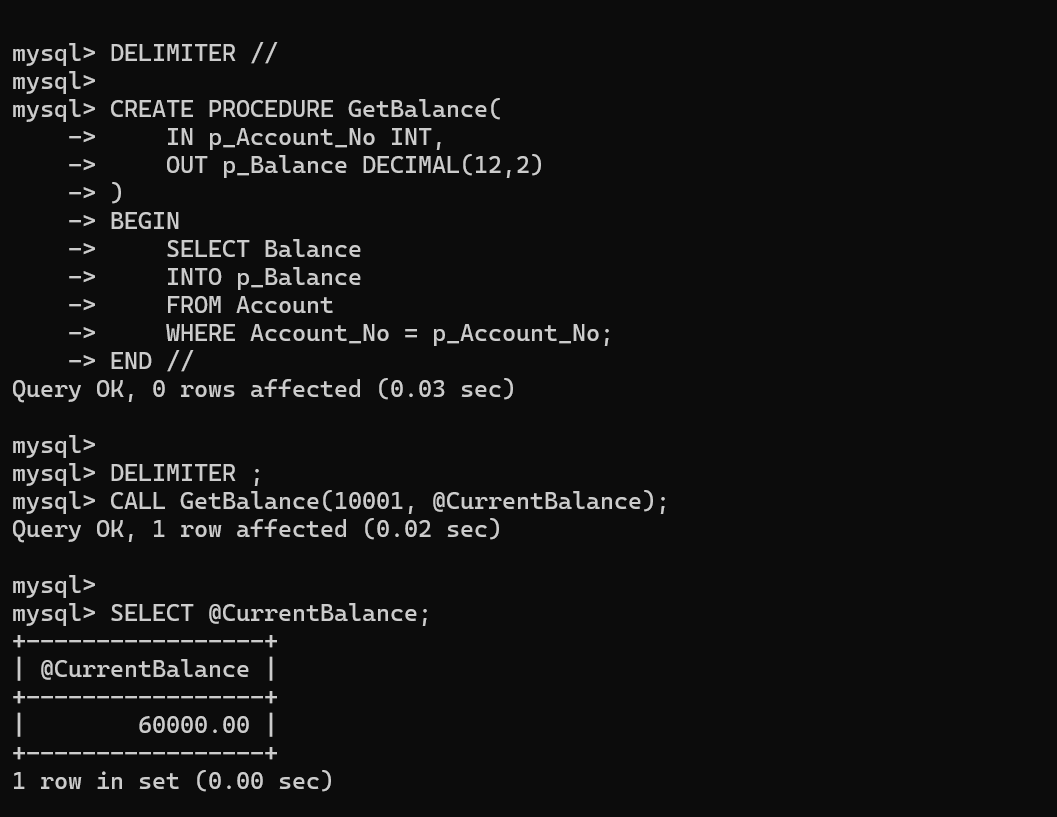 mysql> DELIMITER //
mysql>
mysql> CREATE PROCEDURE GetBalance(
    ->     IN p_Account_No INT,
    ->     OUT p_Balance DECIMAL(12,2)
    -> )
    -> BEGIN
    ->     SELECT Balance
    ->     INTO p_Balance
    ->     FROM Account
    ->     WHERE Account_No = p_Account_No;
    -> END //
Query OK, 0 rows affected (0.03 sec)

mysql>
mysql> DELIMITER ;
mysql> CALL GetBalance(10001, @CurrentBalance);
Query OK, 1 row affected (0.02 sec)

mysql>
mysql> SELECT @CurrentBalance;
+-----------------+
| @CurrentBalance |
+-----------------+
|        60000.00 |
+-----------------+
1 row in set (0.00 sec)